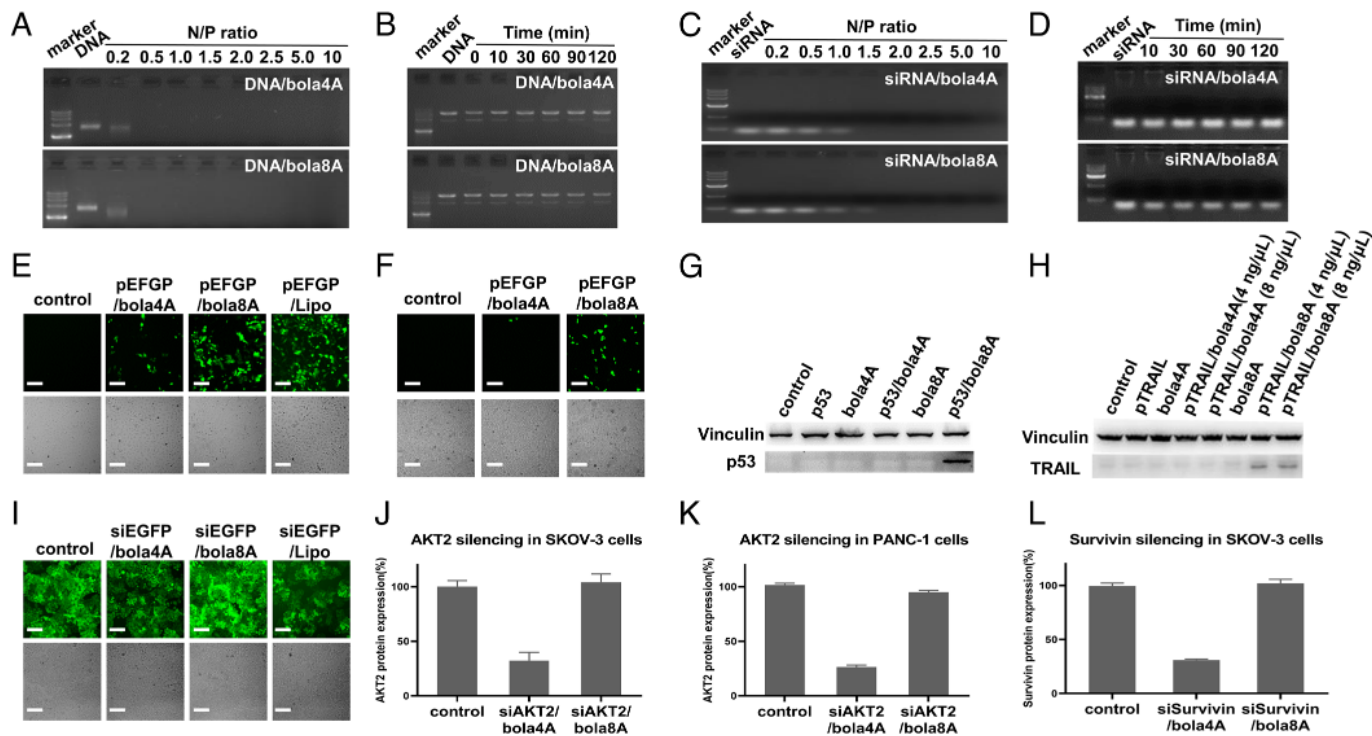 A
marker
DNA
N/P ratio
0.2 0.5 1.0 1.5 2.0 2.5 5.0 10
DNA/bola4A
DNA/bola8A
B
marker
DNA
Time (min)
0 10 30 60 90 120
DNA/bola4A
DNA/bola8A
C
marker
siRNA
N/P ratio
0.2 0.5 1.0 1.5 2.0 2.5 5.0 10
siRNA/bola4A
siRNA/bola8A
D
marker
siRNA
Time (min)
10 30 60 90 120
siRNA/bola4A
siRNA/bola8A
E
control
pEFGP
/bola4A
pEFGP
/bola8A
pEFGP
/Lipo
F
control
pEFGP
/bola4A
pEFGP
/bola8A
G
control
p53
bola4A
p53/bola4A
bola8A
p53/bola8A
Vinculin
p53
H
control
pTRAIL
bola4A
pTRAIL/bola4A(4 ng/µL)
pTRAIL/bola4A (8 ng/µL)
bola8A
pTRAIL/bola8A (4 ng/µL)
pTRAIL/bola8A (8 ng/µL)
Vinculin
TRAIL
I
control
siEGFP
/bola4A
siEGFP
/bola8A
siEGFP
/Lipo
J
AKT2 silencing in SKOV-3 cells
AKT2 protein expression(%)
100
50
0
control
siAKT2/
bola4A
siAKT2/
bola8A
K
AKT2 silencing in PANC-1 cells
AKT2 protein expression(%)
100
50
0
control
siAKT2
/bola4A
siAKT2
/bola8A
L
Survivin silencing in SKOV-3 cells
Survivin protein expression(%)
100
50
0
control
siSurvivin
/bola4A
siSurvivin
/bola8A